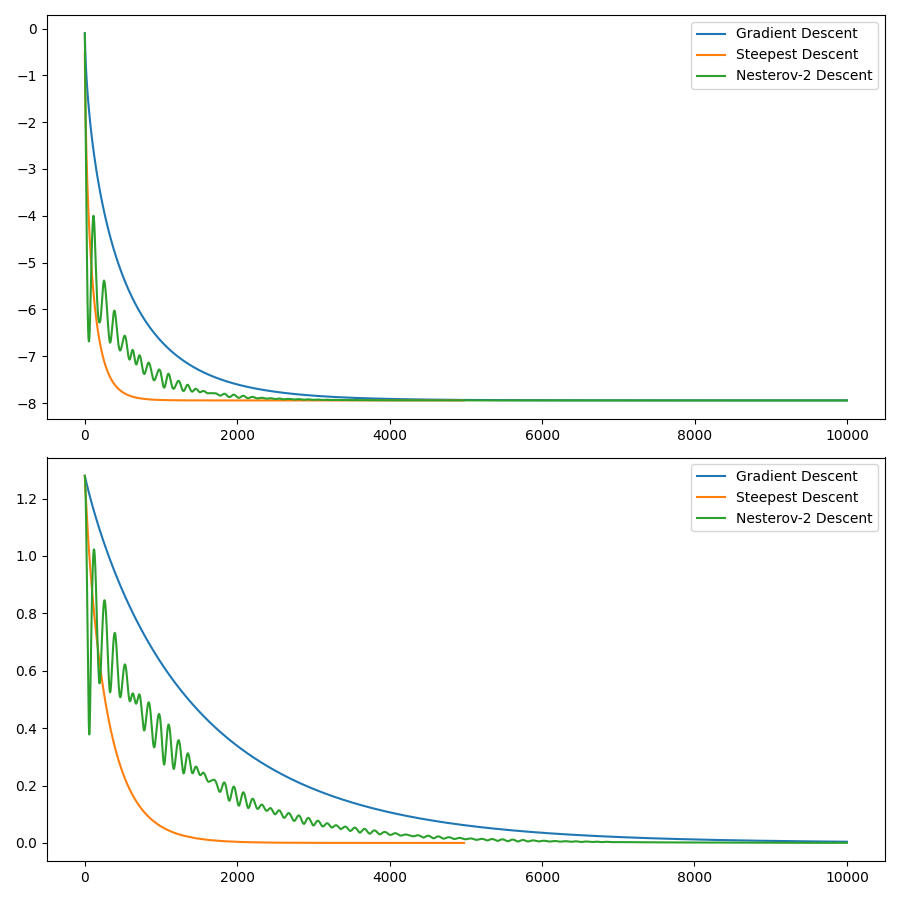 0
−1
−2
−3
−4
−5
−6
−7
−8
Gradient Descent
Steepest Descent
Nesterov-2 Descent
0 2000 4000 6000 8000 10000
1.2
1.0
0.8
0.6
0.4
0.2
0.0
Gradient Descent
Steepest Descent
Nesterov-2 Descent
0 2000 4000 6000 8000 10000